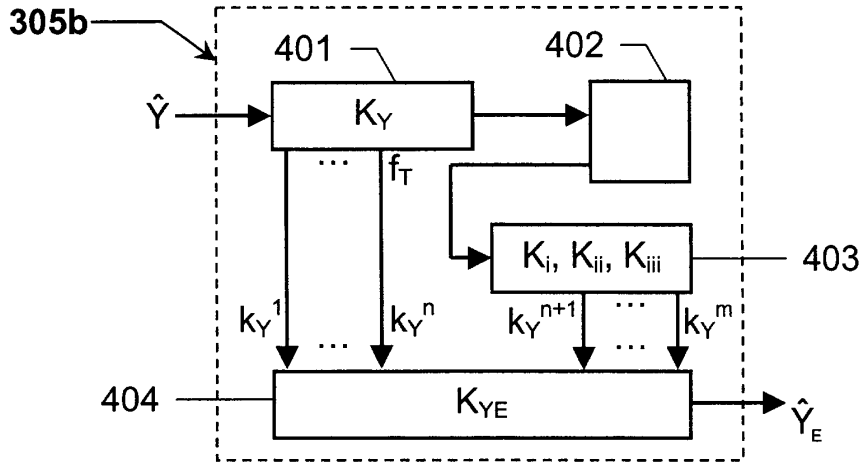 305b
401
402
Ŷ
K_Y
...
f_T
K_i, K_ii, K_iii
403
k_Y^1
...
k_Y^n
k_Y^{n+1}
...
...
k_Y^m
404
K_YE
Ŷ_E